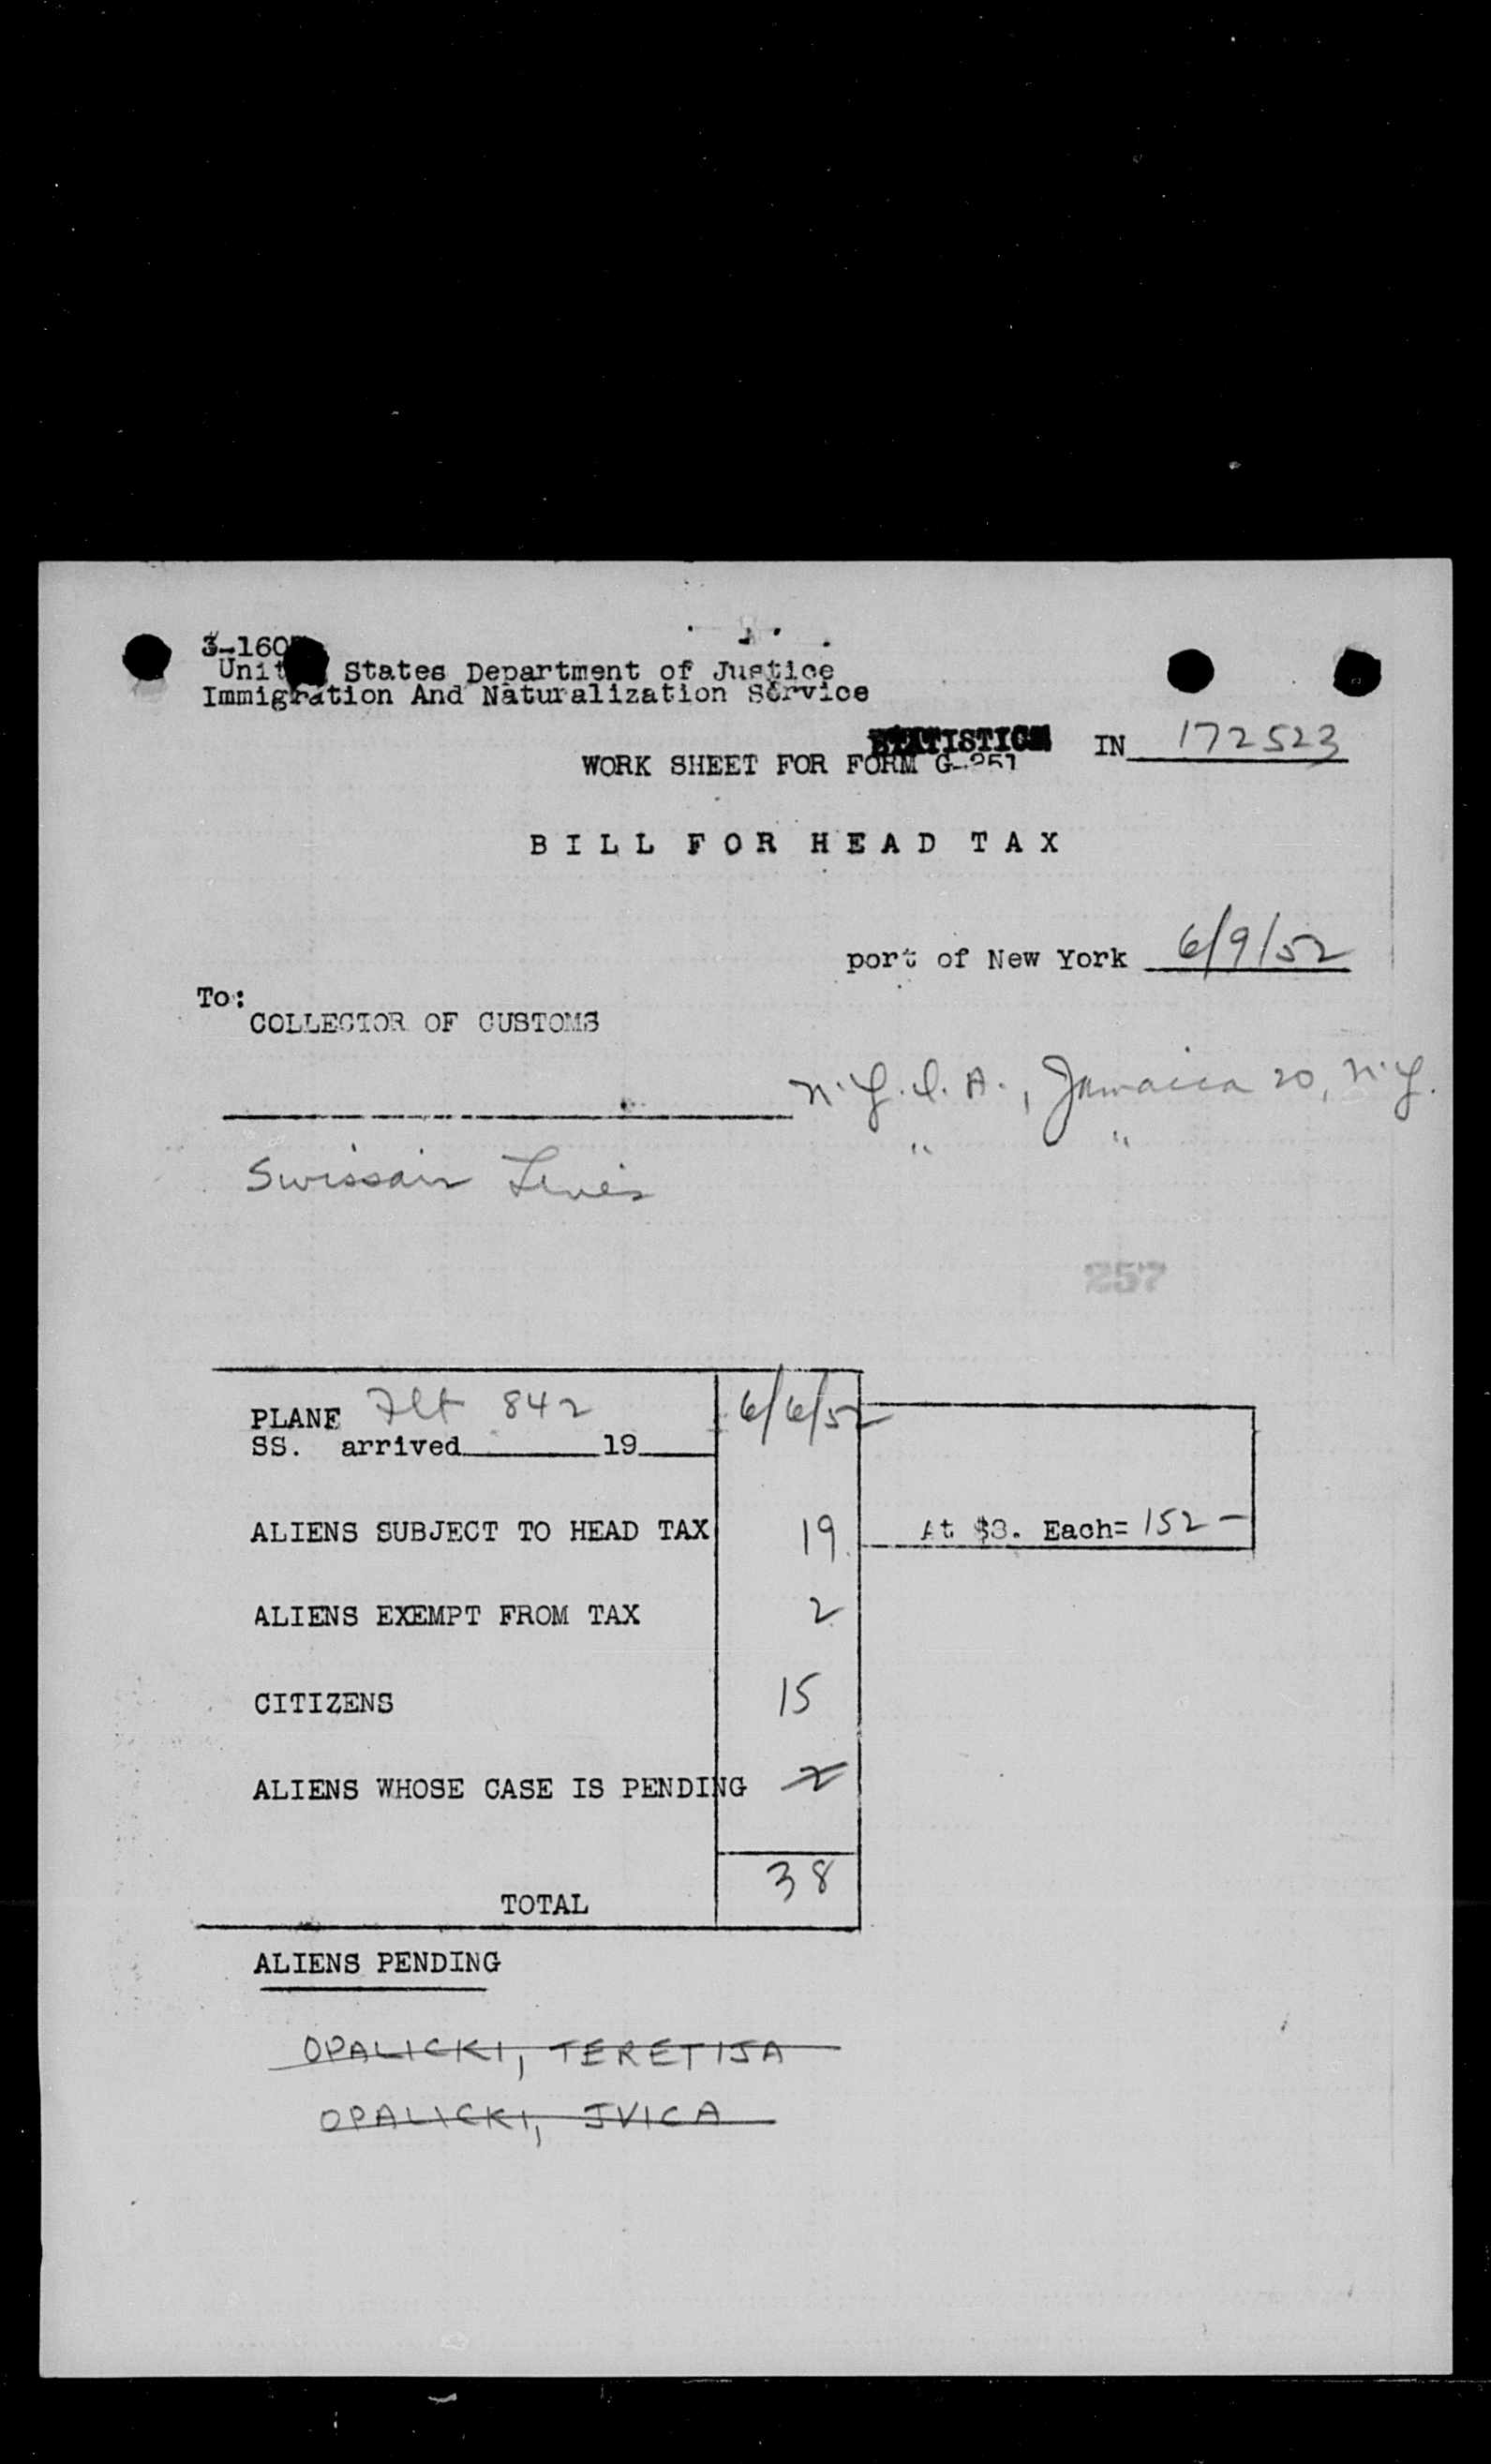 3-160
United States Department of Justice
Immigration And Naturalization Service
STATISTICS
IN 172523
WORK SHEET FOR FORM G-251
BILL FOR HEAD TAX
port of New York 6/9/52
To:
COLLECTOR OF CUSTOMS
N.Y.I.A., Jamaica 20, N.Y.
" "
Swissair Lines
257
PLANE Flt 842 6/6/52
SS. arrived 19
ALIENS SUBJECT TO HEAD TAX 19 At $8. Each= 152-
ALIENS EXEMPT FROM TAX 2
CITIZENS 15
ALIENS WHOSE CASE IS PENDING 2
TOTAL 38
ALIENS PENDING
OPALICKI, TERETIJA
OPALICKI, JVICA